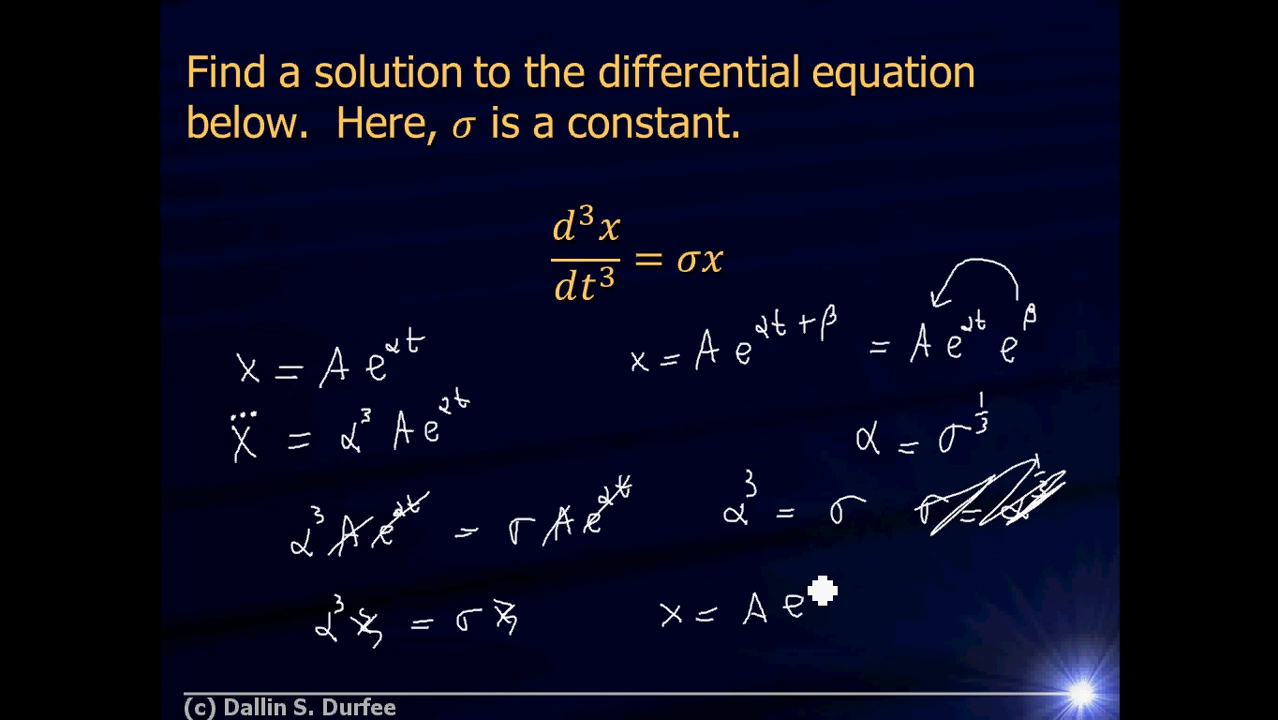 Find a solution to the differential equation
below. Here, σ is a constant.
d³x/dt³ = σx
x = A e^{αt}
x = A e^{αt + β} = A e^{αt} e^{β}
x⃛ = α³ A e^{αt}
α = σ^{1/3}
α³ A e^{αt} = σ A e^{αt}
α³ = σ
α³ x = σ x
x = A e
(c) Dallin S. Durfee